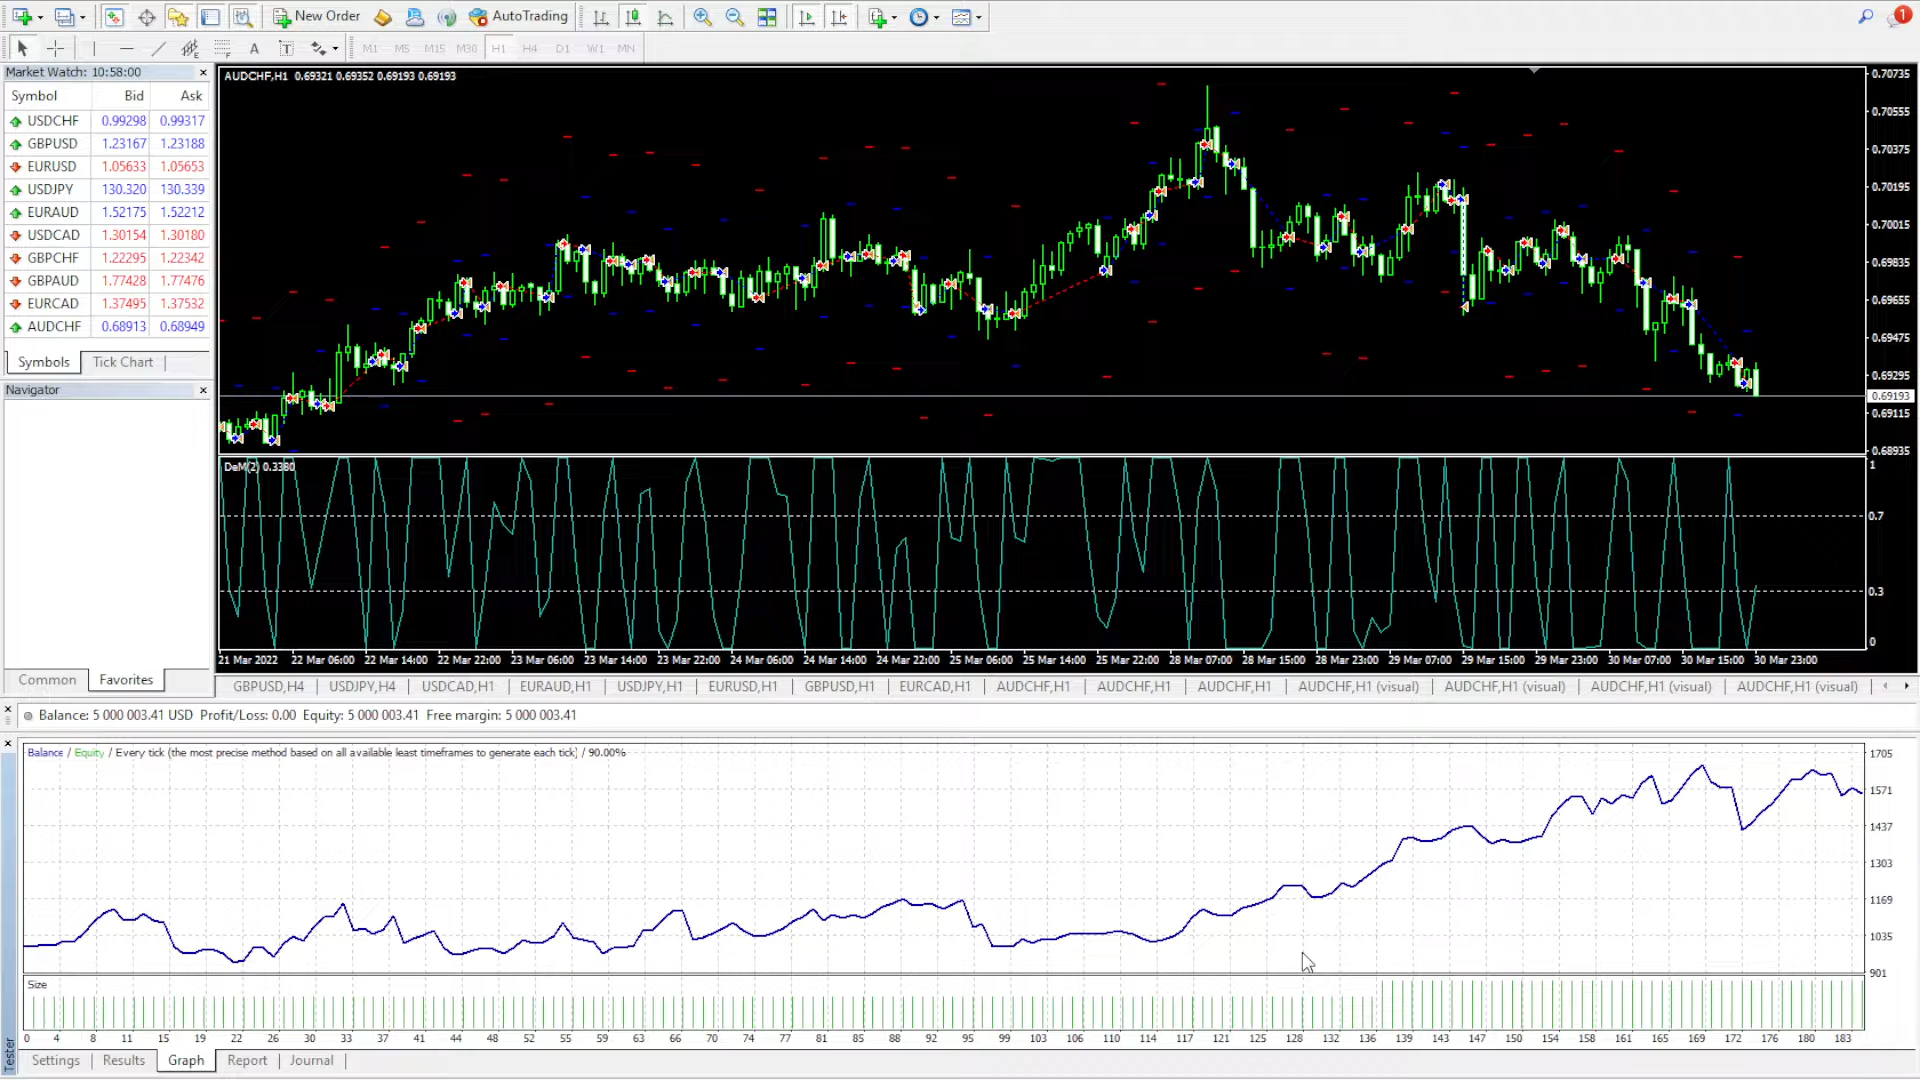 New Order AutoTrading 1
M1 M5 M15 M30 H1 H4 D1 W1 MN
Market Watch: 10:58:00
Symbol Bid Ask
USDCHF 0.99298 0.99317
GBPUSD 1.23167 1.23188
EURUSD 1.05633 1.05653
USDJPY 130.320 130.339
EURAUD 1.52175 1.52212
USDCAD 1.30154 1.30180
GBPCHF 1.22295 1.22342
GBPAUD 1.77428 1.77476
EURCAD 1.37495 1.37532
AUDCHF 0.68913 0.68949
Symbols Tick Chart
Navigator
Common Favorites
AUDCHF,H1 0.69321 0.69352 0.69193 0.69193
0.70735
0.70555
0.70375
0.70195
0.70015
0.69835
0.69655
0.69475
0.69295
0.69193
0.69115
0.68935
DeM(2) 0.3380
1
0.7
0.3
0
21 Mar 2022 22 Mar 06:00 22 Mar 14:00 22 Mar 22:00 23 Mar 06:00 23 Mar 14:00 23 Mar 22:00 24 Mar 06:00 24 Mar 14:00 24 Mar 22:00 25 Mar 06:00 25 Mar 14:00 25 Mar 22:00 28 Mar 07:00 28 Mar 15:00 28 Mar 23:00 29 Mar 07:00 29 Mar 15:00 29 Mar 23:00 30 Mar 07:00 30 Mar 15:00 30 Mar 23:00
GBPUSD,H4 USDJPY,H4 USDCAD,H1 EURAUD,H1 USDJPY,H1 EURUSD,H1 GBPUSD,H1 EURCAD,H1 AUDCHF,H1 AUDCHF,H1 AUDCHF,H1 AUDCHF,H1 (visual) AUDCHF,H1 (visual) AUDCHF,H1 (visual) AUDCHF,H1 (visual)
Balance: 5 000 003.41 USD Profit/Loss: 0.00 Equity: 5 000 003.41 Free margin: 5 000 003.41
Balance / Equity / Every tick (the most precise method based on all available least timeframes to generate each tick) / 90.00%
1705
1571
1437
1303
1169
1035
901
Size
0 4 8 11 15 19 22 26 30 33 37 41 44 48 52 55 59 63 66 70 74 77 81 85 88 92 95 99 103 106 110 114 117 121 125 128 132 136 139 143 147 150 154 158 161 165 169 172 176 180 183
Tester
Settings Results Graph Report Journal